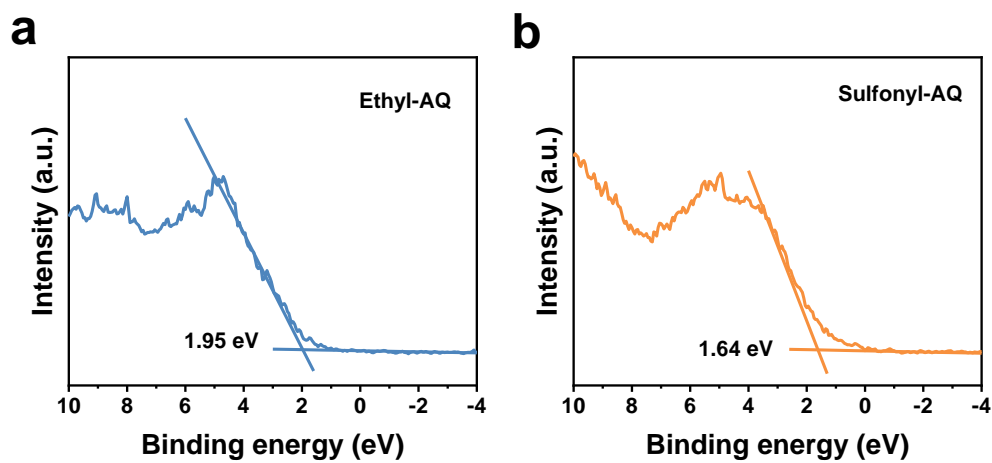 a
Ethyl-AQ
Intensity (a.u.)
1.95 eV
10 8 6 4 2 0 -2 -4
Binding energy (eV)
b
Sulfonyl-AQ
Intensity (a.u.)
1.64 eV
10 8 6 4 2 0 -2 -4
Binding energy (eV)